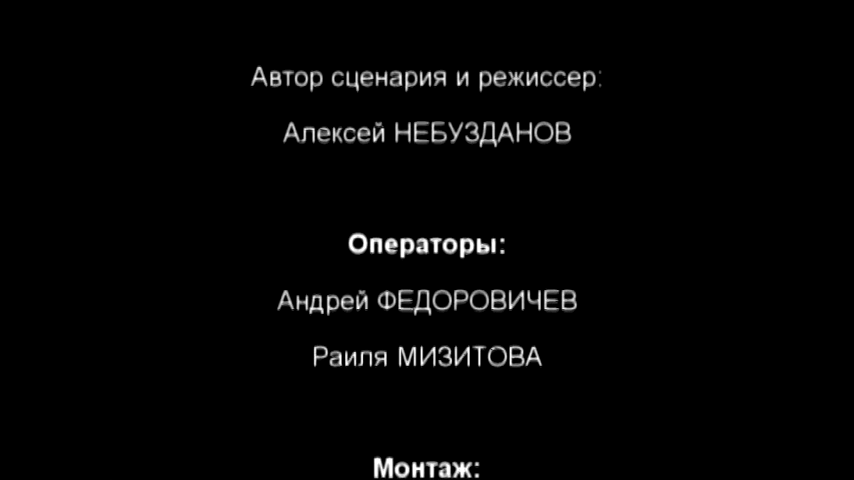 Автор сценария и режиссер:
Алексей НЕБУЗДАНОВ
Операторы:
Андрей ФЕДОРОВИЧЕВ
Раиля МИЗИТОВА
Монтаж: